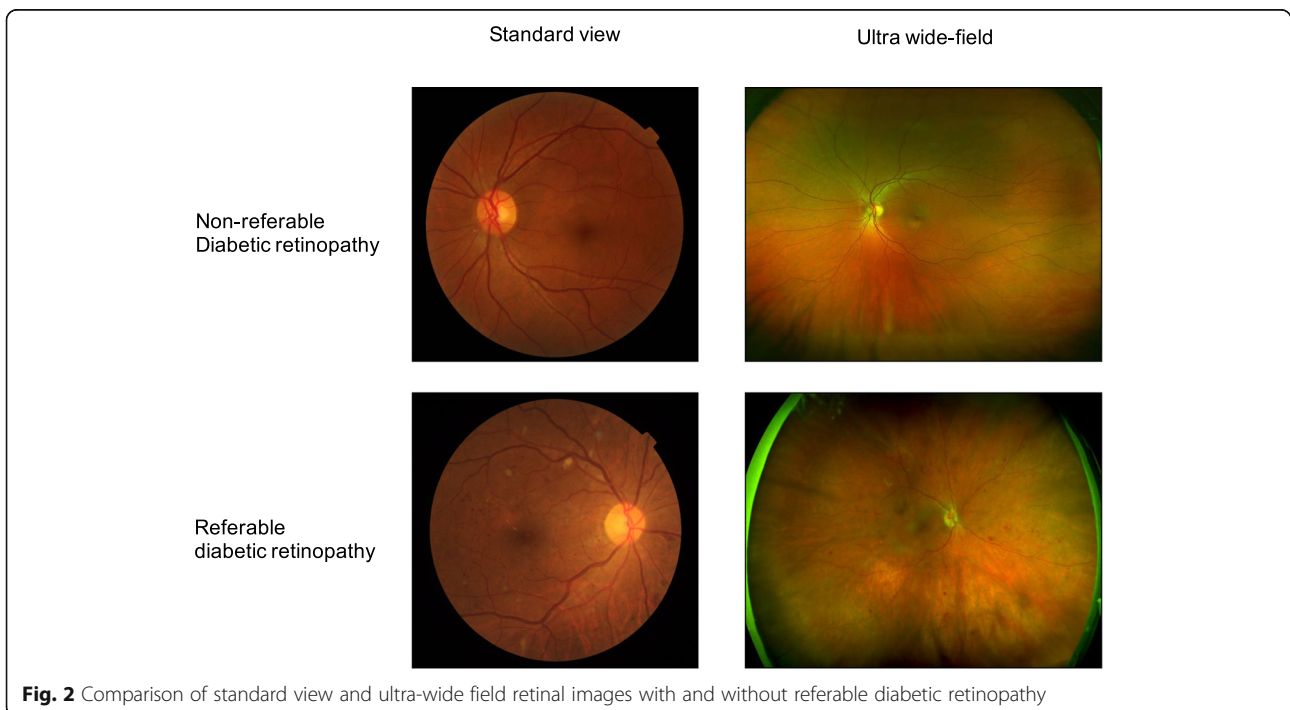 Standard view
Ultra wide-field
Non-referable
Diabetic retinopathy
Referable
diabetic retinopathy
Fig. 2 Comparison of standard view and ultra-wide field retinal images with and without referable diabetic retinopathy